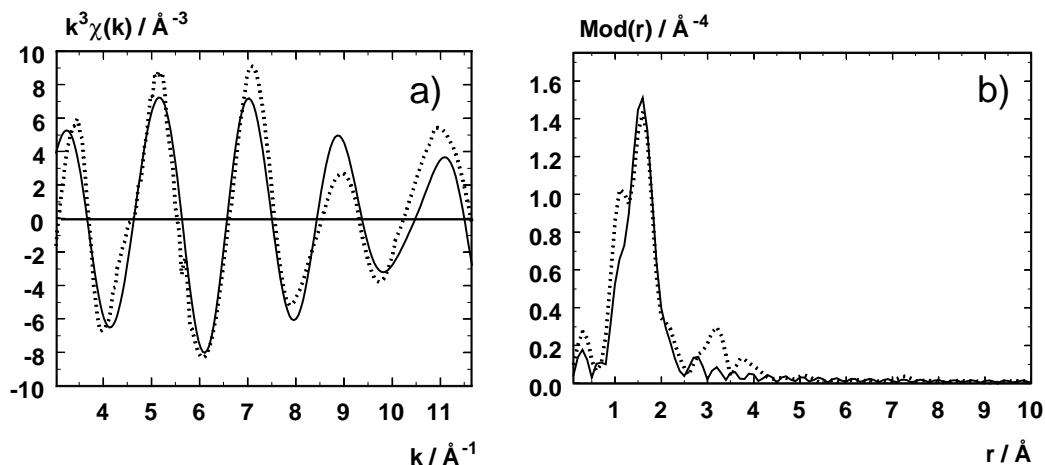 k³χ(k) / Å⁻³
a)
10
8
6
4
2
0
-2
-4
-6
-8
-10
4 5 6 7 8 9 10 11
k / Å⁻¹
Mod(r) / Å⁻⁴
b)
1.6
1.4
1.2
1.0
0.8
0.6
0.4
0.2
0.0
1 2 3 4 5 6 7 8 9 10
r / Å